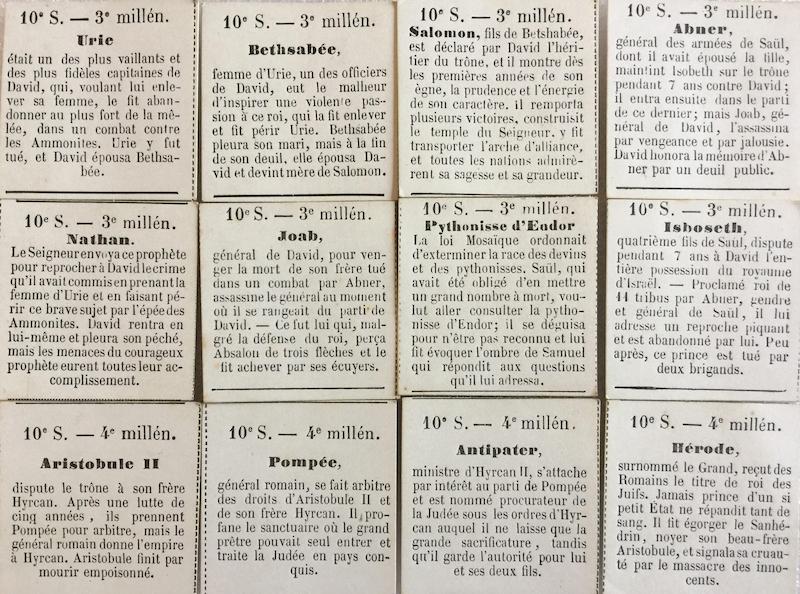 10e S. — 3e millén.
Urie
était un des plus vaillants et
des plus fidèles capitaines de
David, qui, voulant lui enle-
ver sa femme, le fit aban-
donner au plus fort de la mê-
lée, dans un combat contre
les Ammonites. Urie y fut
tué, et David épousa Bethsa-
bée.
10e S. — 3e millén.
Bethsabée,
femme d'Urie, un des officiers
de David, eut le malheur
d'inspirer une violente pas-
sion à ce roi, qui la fit enlever
et fit périr Urie. Bethsabée
pleura son mari, mais à la fin
de son deuil, elle épousa Da-
vid et devint mère de Salomon.
10e S. — 3e millén.
Salomon, fils de Betshabée,
est déclaré par David l'héri-
tier du trône, et il montre dès
les premières années de son
ègne, la prudence et l'énergie
de son caractère. il remporta
plusieurs victoires, construisit
le temple du Seigneur, y fit
transporter l'arche d'alliance,
et toutes les nations admirè-
rent sa sagesse et sa grandeur.
10e S. — 3e millén.
Abner,
général des armées de Saül,
dont il avait épousé la fille,
maintint Isobeth sur le trône
pendant 7 ans contre David;
il entra ensuite dans le parti
de ce dernier; mais Joab, gé-
néral de David, l'assassina
par vengeance et par jalousie.
David honora la mémoire d'Ab-
ner par un deuil public.
10e S. — 3e millén.
Nathan.
Le Seigneur envoya ce prophète
pour reprocher à David le crime
qu'il avait commis en prenant la
femme d'Urie et en faisant pé-
rir ce brave sujet par l'épée des
Ammonites. David rentra en
lui-même et pleura son péché,
mais les menaces du courageux
prophète eurent toutes leur ac-
complissement.
10e S. — 3e millén.
Joab,
général de David, pour ven-
ger la mort de son frère tué
dans un combat par Abner,
assassine le général au moment
où il se rangeait du parti de
David. — Ce fut lui qui, mal-
gré la défense du roi, perça
Absalon de trois flèches et le
fit achever par ses écuyers.
10e S. — 3e millén.
Pythonisse d'Endor
La loi Mosaïque ordonnait
d'exterminer la race des devins
et des pythonisses. Saül, qui
avait été obligé d'en mettre
un grand nombre à mort, vou-
lut aller consulter la pytho-
nisse d'Endor; il se déguisa
pour n'être pas reconnu et lui
fit évoquer l'ombre de Samuel
qui répondit aux questions
qu'il lui adressa.
10e S. — 3e millén.
Isboseth,
quatrième fils de Saül, dispute
pendant 7 ans à David l'en-
tière possession du royaume
d'Israël. — Proclamé roi de
11 tribus par Abner, gendre
et général de Saül, il lui
adresse un reproche piquant
et est abandonné par lui. Peu
après, ce prince est tué par
deux brigands.
10e S. — 4e millén.
Aristobule II
dispute le trône à son frère
Hyrcan. Après une lutte de
cinq années, ils prennent
Pompée pour arbitre, mais le
général romain donne l'empire
à Hyrcan. Aristobule finit par
mourir empoisonné.
10e S. — 4e millén.
Pompée,
général romain, se fait arbitre
des droits d'Aristobule II et
de son frère Hyrcan. Il pro-
fane le sanctuaire où le grand
prêtre pouvait seul entrer et
traite la Judée en pays con-
quis.
10e S. — 4e millén.
Antipater,
ministre d'Hyrcan II, s'attache
par intérêt au parti de Pompée
et est nommé procurateur de
la Judée sous les ordres d'Hyr-
can auquel il ne laisse que la
grande sacrificature, tandis
qu'il garde l'autorité pour lui
et ses deux fils.
10e S. — 4e millén.
Hérode,
surnommé le Grand, reçut des
Romains le titre de roi des
Juifs. Jamais prince d'un si
petit État ne répandit tant de
sang. Il fit égorger le Sanhé-
drin, noyer son beau-frère
Aristobule, et signala sa cruau-
té par le massacre des inno-
cents.